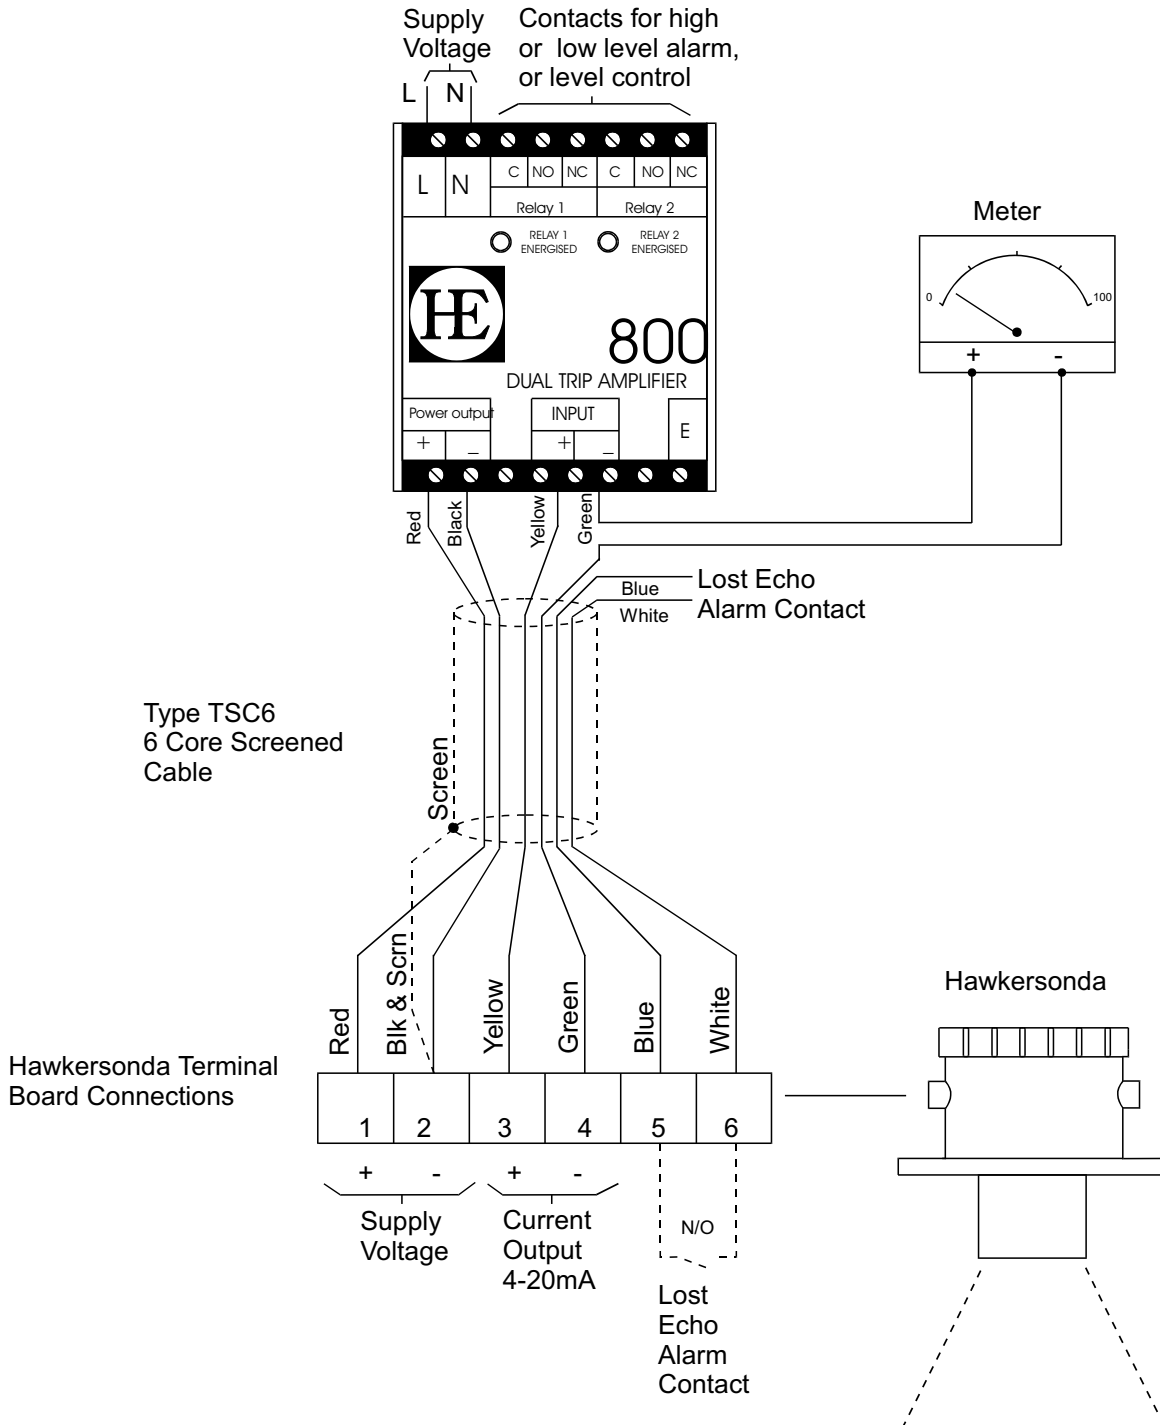 Supply
Voltage
Contacts for high
or low level alarm,
or level control
L N
L N
C NO NC C NO NC
Relay 1 Relay 2
RELAY 1
ENERGISED
RELAY 2
ENERGISED
HE
800
DUAL TRIP AMPLIFIER
Power output
INPUT
E
+ _ + _
Meter
0 100
+ -
Red
Black
Yellow
Green
Blue
White
Lost Echo
Alarm Contact
Type TSC6
6 Core Screened
Cable
Screen
Red
Blk & Scrn
Yellow
Green
Blue
White
Hawkersonda
Hawkersonda Terminal
Board Connections
1 2 3 4 5 6
+ - + -
Supply
Voltage
Current
Output
4-20mA
N/O
Lost
Echo
Alarm
Contact